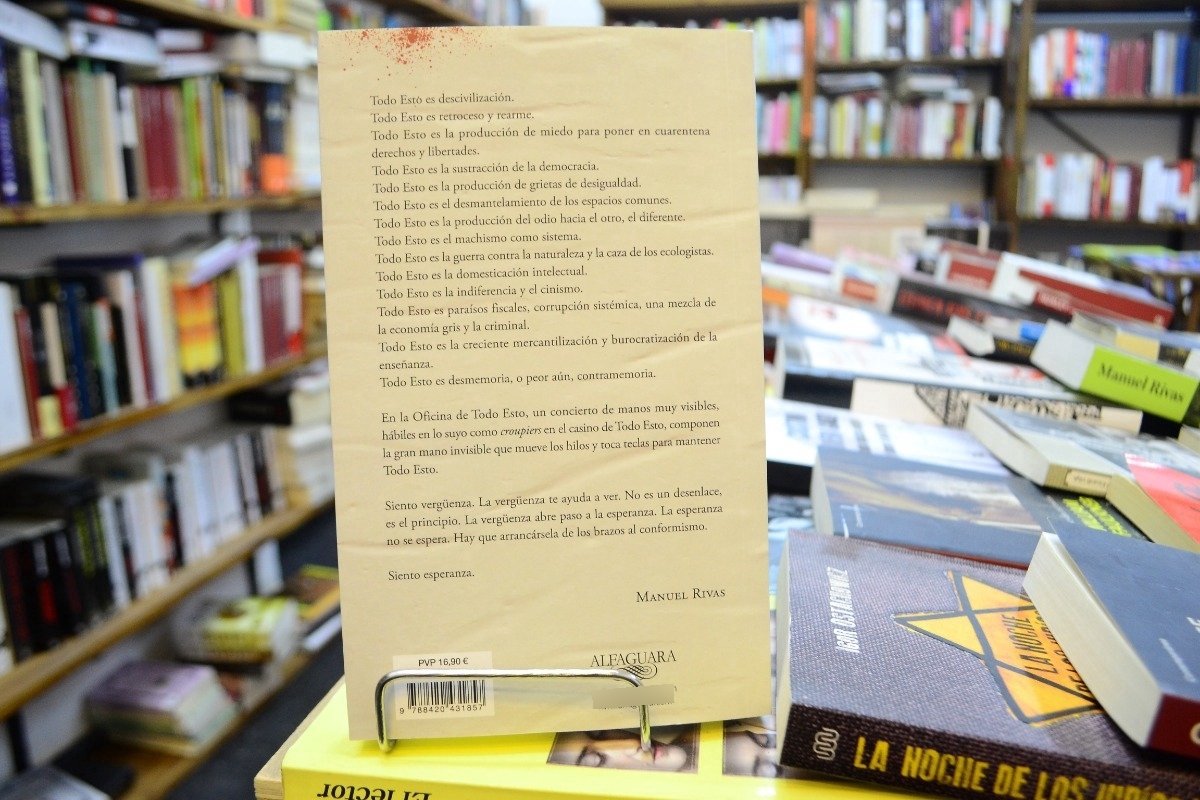 Todo Esto es descivilización.
Todo Esto es retroceso y rearme.
Todo Esto es la producción de miedo para poner en cuarentena
derechos y libertades.
Todo Esto es la sustracción de la democracia.
Todo Esto es la producción de grietas de desigualdad.
Todo Esto es el desmantelamiento de los espacios comunes.
Todo Esto es la producción del odio hacia el otro, el diferente.
Todo Esto es el machismo como sistema.
Todo Esto es la guerra contra la naturaleza y la caza de los ecologistas.
Todo Esto es la domesticación intelectual.
Todo Esto es la indiferencia y el cinismo.
Todo Esto es paraísos fiscales, corrupción sistémica, una mezcla de
la economía gris y la criminal.
Todo Esto es la creciente mercantilización y burocratización de la
enseñanza.
Todo Esto es desmemoria, o peor aún, contramemoria.
En la Oficina de Todo Esto, un concierto de manos muy visibles,
hábiles en lo suyo como croupiers en el casino de Todo Esto, componen
la gran mano invisible que mueve los hilos y toca teclas para mantener
Todo Esto.
Siento vergüenza. La vergüenza te ayuda a ver. No es un desenlace,
es el principio. La vergüenza abre paso a la esperanza. La esperanza
no se espera. Hay que arrancársela de los brazos al conformismo.
Siento esperanza.
MANUEL RIVAS
PVP 16,90 €
9 788420 431857
ALFAGUARA
Manuel Rivas
IGOR OSTACHOWICZ
LA NOCHE
LA NOCHE DE LOS
El lector